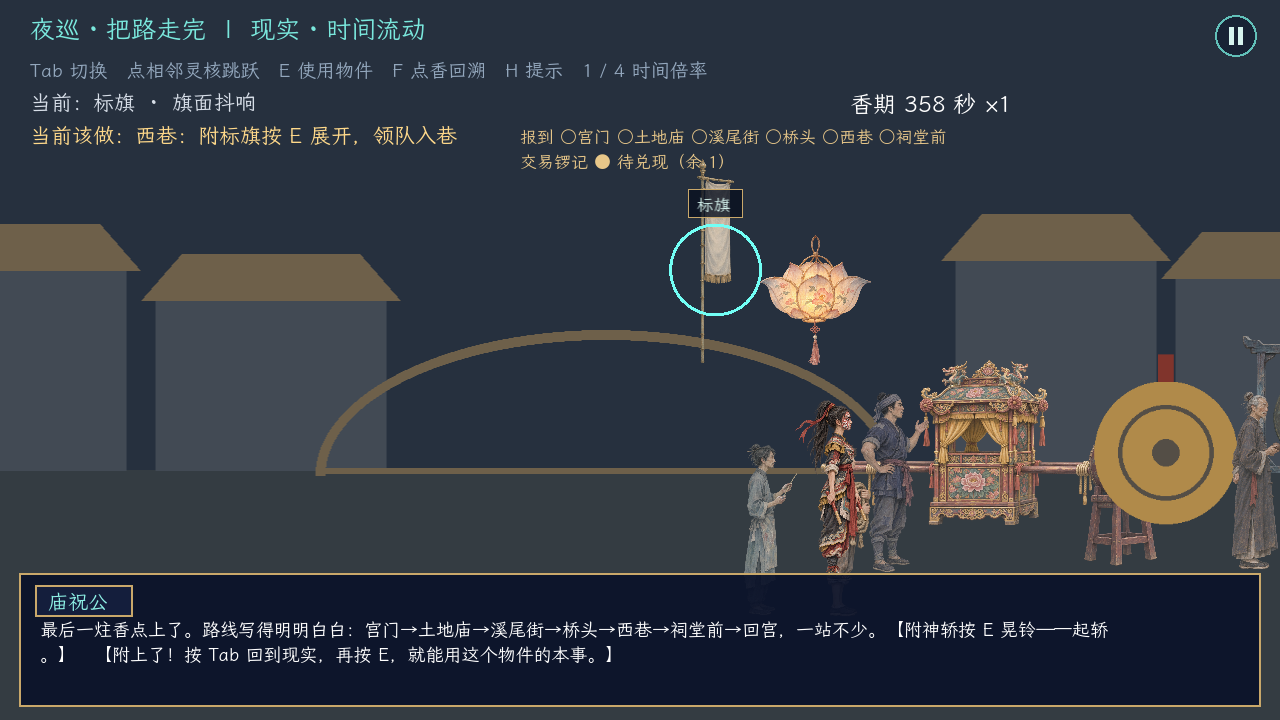 夜巡·把路走完 | 现实·时间流动
Tab 切换 点相邻灵核跳跃 E 使用物件 F 点香回溯 H 提示 1 / 4 时间倍率
当前：标旗 · 旗面抖响
香期 358 秒 ×1
当前该做：西巷：附标旗按 E 展开，领队入巷
报到 ○宫门 ○土地庙 ○溪尾街 ○桥头 ○西巷 ○祠堂前
交易锣记 ● 待兑现（余 1）
标旗
庙祝公
最后一炷香点上了。路线写得明明白白：宫门→土地庙→溪尾街→桥头→西巷→祠堂前→回宫，一站不少。【附神轿按 E 晃铃——起轿
。】 【附上了！按 Tab 回到现实，再按 E，就能用这个物件的本事。】